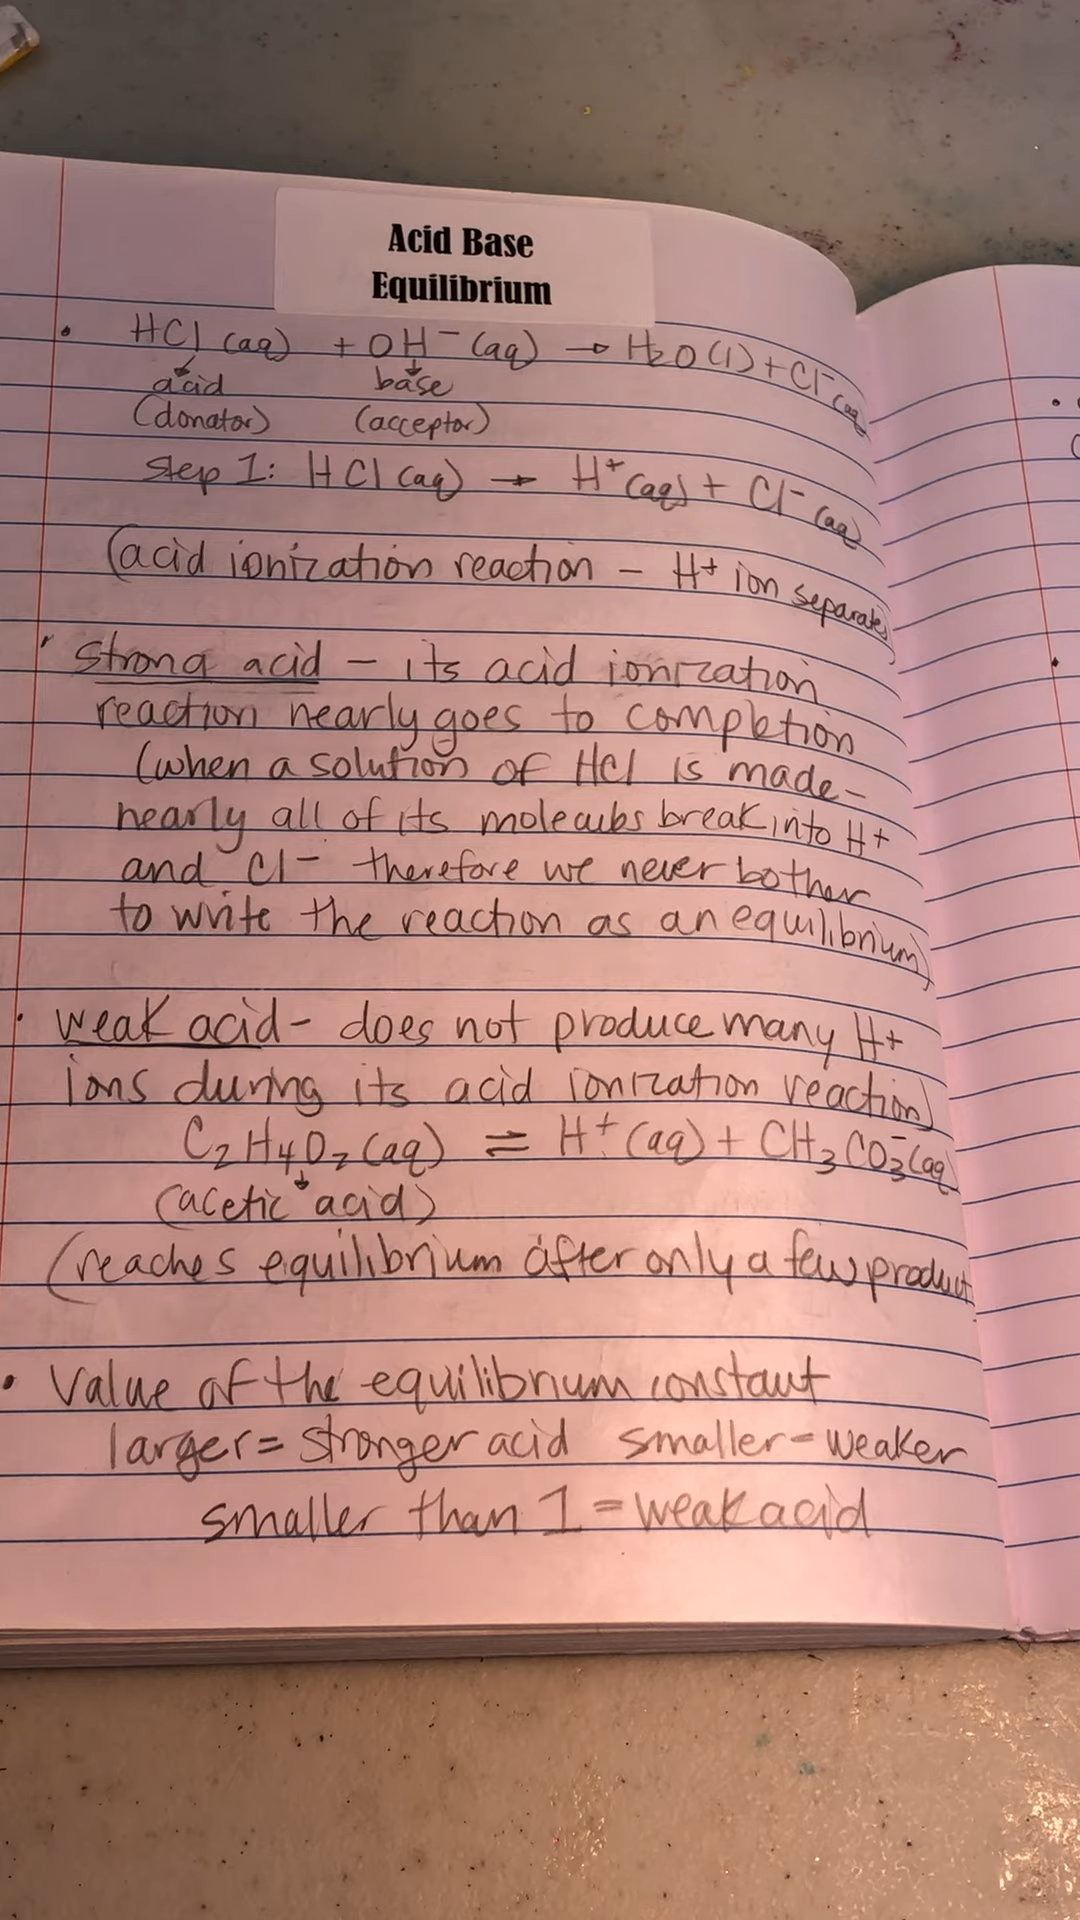 Acid Base
Equilibrium
• HCl (aq) + OH⁻ (aq) → H₂O (l) + Cl⁻ (aq)
acid base
(donator) (acceptor)
step 1: HCl (aq) → H⁺ (aq) + Cl⁻ (aq)
(acid ionization reaction - H+ ion separates
• strong acid - its acid ionization
reaction nearly goes to completion
(when a solution of HCl is made -
nearly all of its molecules break into H+
and Cl- therefore we never bother
to write the reaction as an equilibrium)
• weak acid - does not produce many H+
ions during its acid ionization reaction)
C₂H₄O₂ (aq) ⇌ H⁺ (aq) + CH₃CO₃⁻ (aq)
(acetic acid)
(reaches equilibrium after only a few product
• Value of the equilibrium constant
larger = stronger acid smaller = weaker
smaller than 1 = weak acid